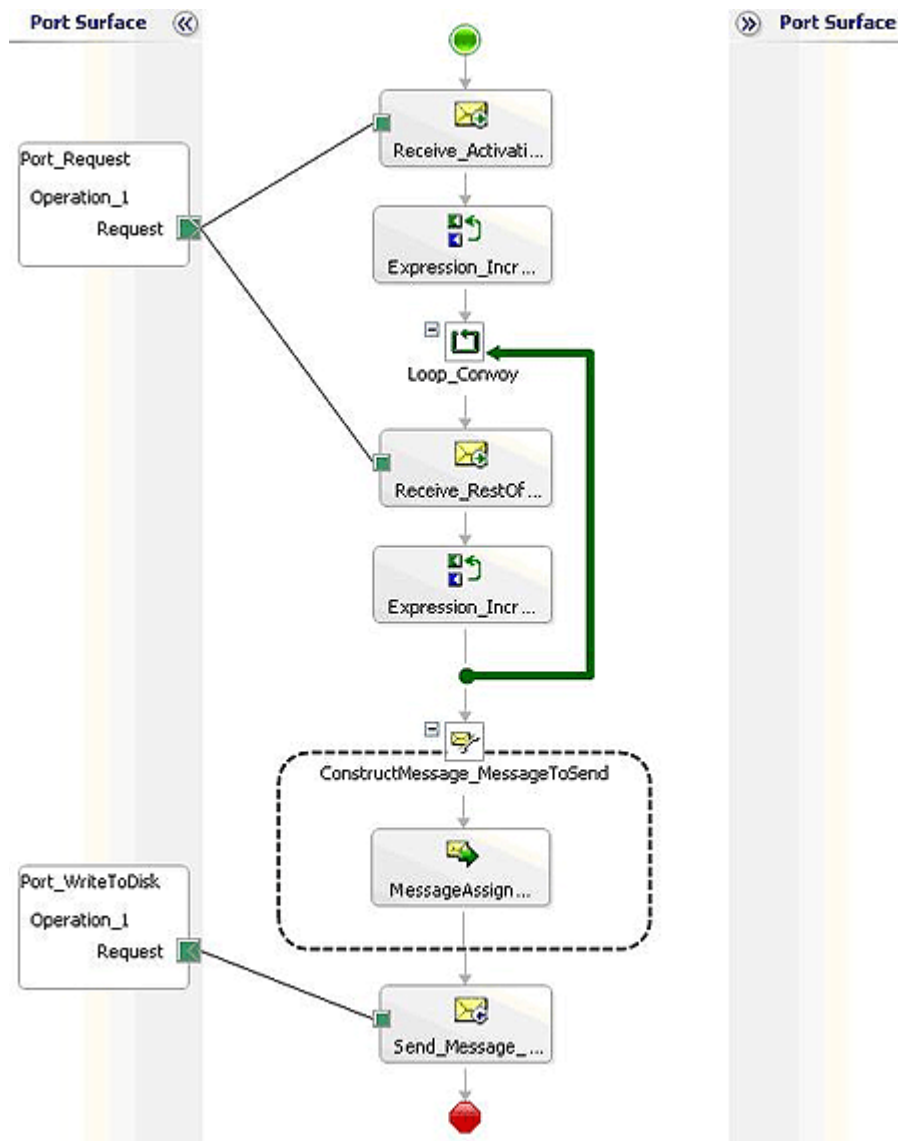 Port Surface
Port Surface
Receive_Activati...
Port_Request
Operation_1
Request
Expression_Incr...
Loop_Convoy
Receive_RestOf...
Expression_Incr...
ConstructMessage_MessageToSend
MessageAssign...
Port_WriteToDisk
Operation_1
Request
Send_Message_...